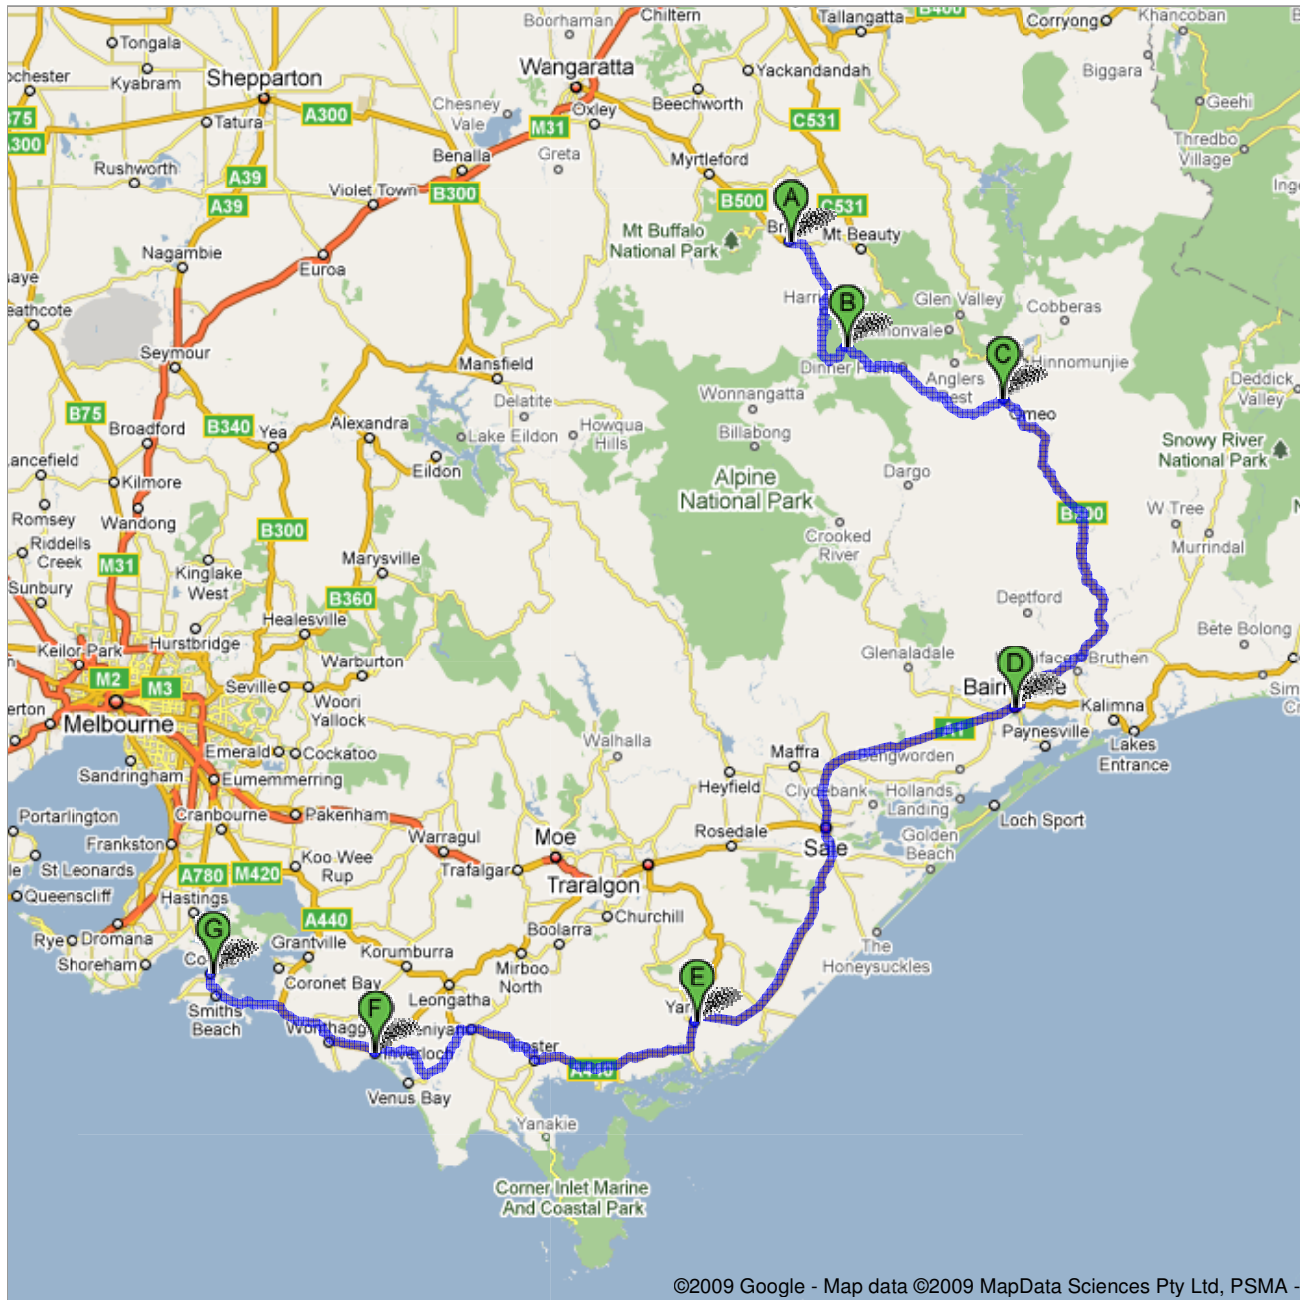 Boorhaman
Chiltern
Tallangatta
B400
Corryong
Khancoban
Tongala
Kyabram
Shepparton
Wangaratta
Yackandandah
Biggara
Geehi
A300
Tatura
Chesney
Vale
M31
Oxley
Beechworth
C531
Thredbo
Village
Rushworth
A39
A39
Benalla
Greta
Myrtleford
Violet Town
B300
B500
A
C531
Mt Buffalo
National Park
Mt Beauty
Nagambie
Euroa
B
Glen Valley
Cobberas
Seymour
Mansfield
C
Hinnomunjie
Anglers
Delatite
Wonnangatta
Deddick
Valley
B75
Broadford
B340
Yea
Alexandra
Lake Eildon
Howqua
Hills
Billabong
Snowy River
National Park
Eildon
Kilmore
Alpine
National Park
Dargo
Romsey
Wandong
B300
W Tree
Riddells
Creek
Crooked
River
Murrindal
M31
Kinglake
West
Marysville
Sunbury
B360
Deptford
Healesville
Hurstbridge
Bete Bolong
Keilor Park
Warburton
Glenaladale
D
Bruthen
M2
M3
Seville
Woori
Yallock
Melbourne
Kalimna
Paynesville
Emerald
Cockatoo
Walhalla
Maffra
Lakes
Entrance
Sandringham
Eumemmerring
Heyfield
Hollands
Landing
Portarlington
Cranbourne
Pakenham
Loch Sport
Warragul
Moe
Rosedale
Golden
Beach
Frankston
Koo Wee
Rup
Trafalgar
Sale
St Leonards
A780
M420
Traralgon
Queenscliff
Hastings
A440
Churchill
Rye
Dromana
G
Grantville
Korumburra
Boolarra
The
Honeysuckles
Shoreham
Coronet Bay
Mirboo
North
E
Leongatha
Smiths
Beach
F
Venus Bay
Yanakie
Corner Inlet Marine
And Coastal Park
©2009 Google - Map data ©2009 MapData Sciences Pty Ltd, PSMA -